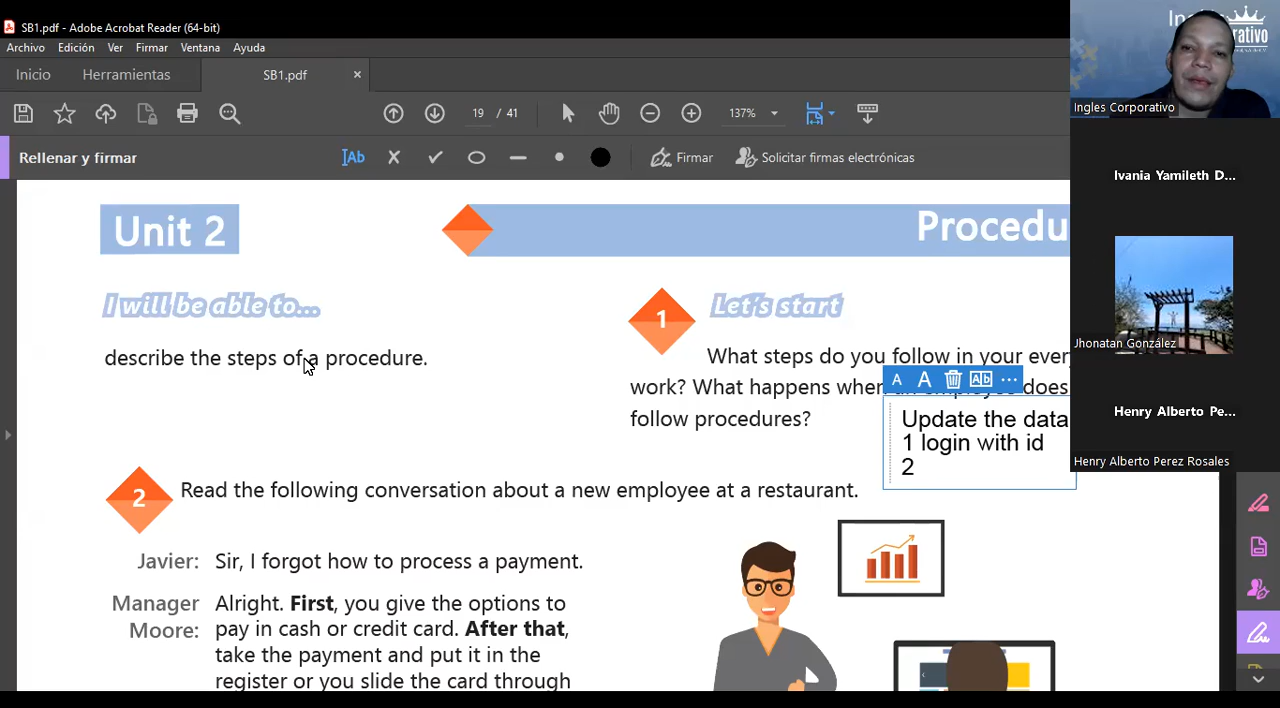 SB1.pdf - Adobe Acrobat Reader (64-bit)
Archivo Edición Ver Firmar Ventana Ayuda
Inicio Herramientas SB1.pdf ×
19 / 41 137%
Rellenar y firmar Ab Firmar Solicitar firmas electrónicas
Unit 2
Procedu
I will be able to...
describe the steps of a procedure.
1 Let's start
What steps do you follow in your every
work? What happens when an employee does
follow procedures?
A A Ab ...
Update the data
1 login with id
2
2 Read the following conversation about a new employee at a restaurant.
Javier: Sir, I forgot how to process a payment.
Manager Moore: Alright. First, you give the options to
pay in cash or credit card. After that,
take the payment and put it in the
register or you slide the card through
Ingles Corporativo
Ivania Yamileth D...
Jhonatan González
Henry Alberto Pe...
Henry Alberto Perez Rosales